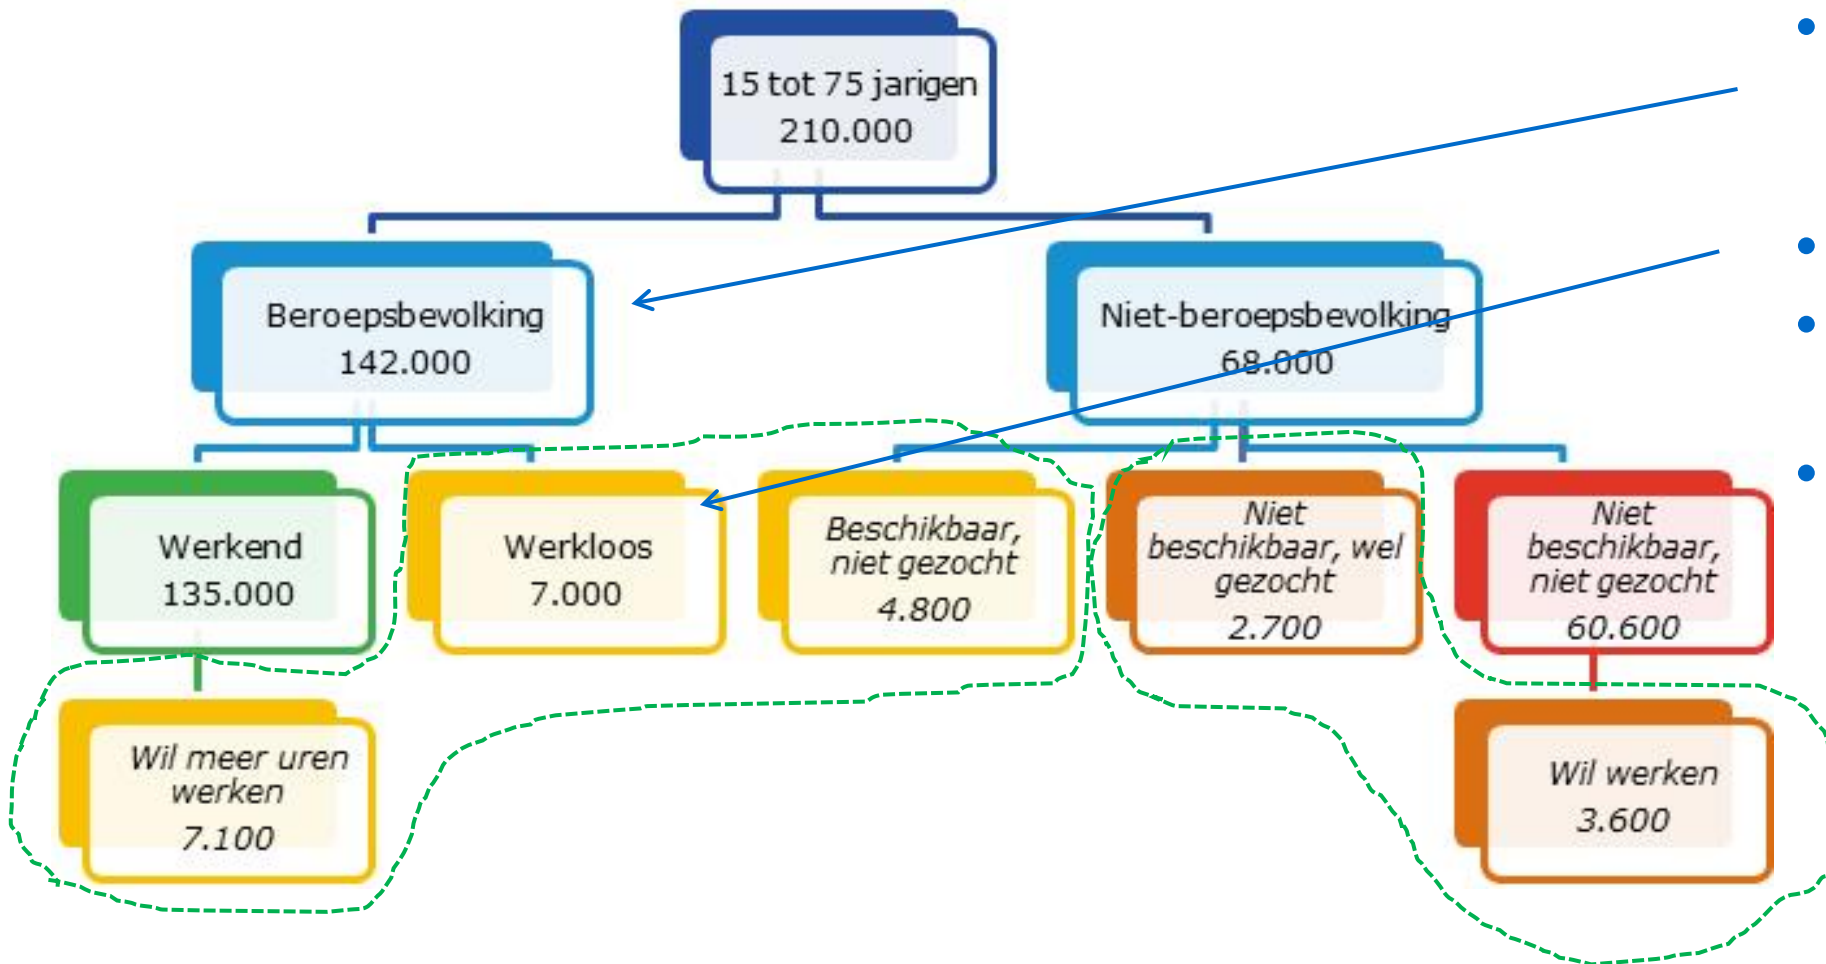 15 tot 75 jarigen
210.000
Beroepsbevolking
142.000
Niet-beroepsbevolking
68.000
Werkend
135.000
Werkloos
7.000
Beschikbaar,
niet gezocht
4.800
Niet
beschikbaar, wel
gezocht
2.700
Niet
beschikbaar,
niet gezocht
60.600
Wil meer uren
werken
7.100
Wil werken
3.600